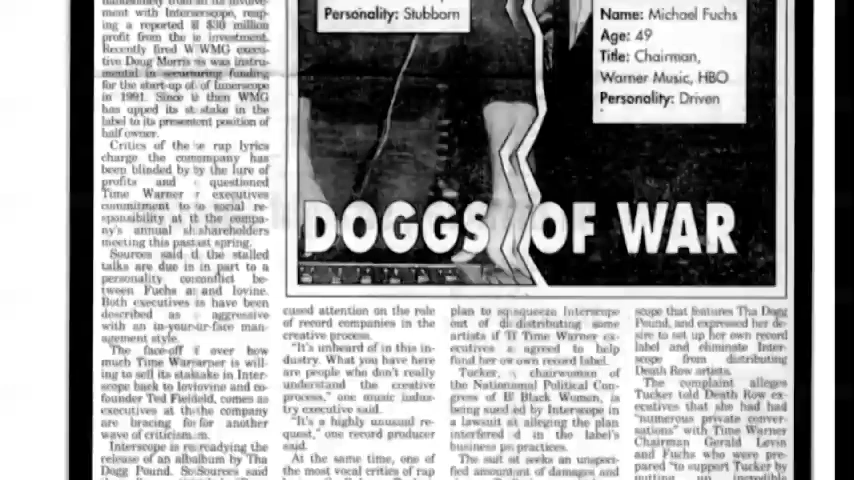 Personality: Stubborn
Name: Michael Fuchs
Age: 49
Title: Chairman,
Warner Music, HBO
Personality: Driven
DOGGS OF WAR
ment with Interscope, reap-
ing a reported $30 million
profit from the investment.
Recently fired WMG execu-
tive Doug Morris was instru-
mental in securing funding
for the start-up of Interscope
in 1991. Since then WMG
has upped its stake in the
label to its present position of
half owner.
Critics of the rap lyrics
charge the company has
been blinded by the lure of
profits and questioned
Time Warner executives
commitment to social re-
sponsibility at the compa-
ny's annual shareholders
meeting this past spring.
Sources said the stalled
talks are due in part to a
personality conflict be-
tween Fuchs and Iovine.
Both executives have been
described as aggressive
with an in-your-face man-
agement style.
The face-off over how
much Time Warner is will-
ing to sell its stake in Inter-
scope back to Iovine and co-
founder Ted Field, comes as
executives at the company
are bracing for another
wave of criticism.
Interscope is readying the
release of an album by Tha
Dogg Pound. Sources said
cused attention on the role
of record companies in the
creative process.
"It's unheard of in this in-
dustry. What you have here
are people who don't really
understand the creative
process," one music indus-
try executive said.
"It's a highly unusual re-
quest," one record producer
said.
At the same time, one of
the most vocal critics of rap
plan to squeeze Interscope
out of distributing some
artists if Time Warner ex-
ecutives agreed to help
fund her own record label.
Tucker, chairwoman of
the National Political Con-
gress of Black Women, is
being sued by Interscope in
a lawsuit alleging the plan
interfered in the label's
business practices.
The suit seeks an unspeci-
fied amount of damages and
scope that features Tha Dogg
Pound, and expressed her de-
sire to set up her own record
label and eliminate Inter-
scope from distributing
Death Row artists.
The complaint alleges
Tucker told Death Row ex-
ecutives that she had had
"numerous private conver-
sations" with Time Warner
Chairman Gerald Levin
and Fuchs who were pre-
pared "to support Tucker by
putting up incredible